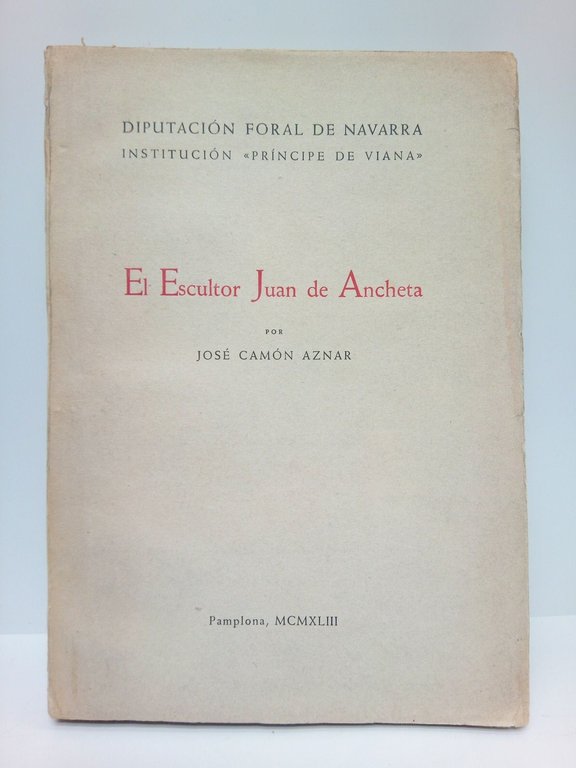 DIPUTACIÓN FORAL DE NAVARRA
INSTITUCIÓN «PRÍNCIPE DE VIANA»
El Escultor Juan de Ancheta
POR
JOSÉ CAMÓN AZNAR
Pamplona, MCMXLIII